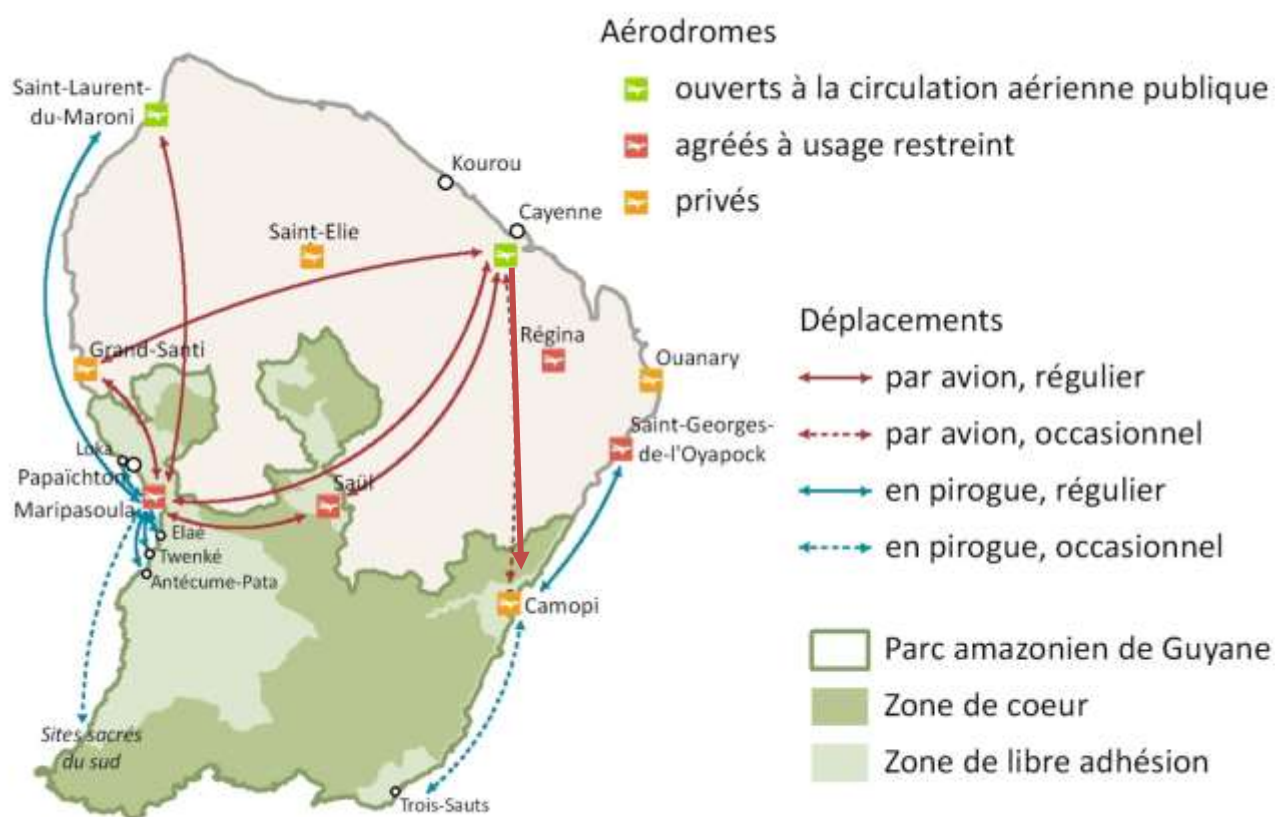 Aérodromes
ouverts à la circulation aérienne publique
agréés à usage restreint
privés
Saint-Laurent-
du-Maroni
Kourou
Cayenne
Saint-Elie
Régina
Ouanary
Grand-Santi
Saint-Georges-
de-l'Oyapock
Loka
Papaïchton
Maripasoula
Saül
Elaé
Twenké
Antécume-Pata
Camopi
Sites sacrés
du sud
Trois-Sauts
Déplacements
par avion, régulier
par avion, occasionnel
en pirogue, régulier
en pirogue, occasionnel
Parc amazonien de Guyane
Zone de coeur
Zone de libre adhésion